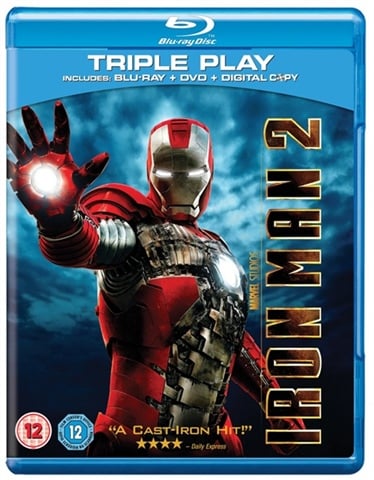 Blu-ray Disc
TRIPLE PLAY
INCLUDES: BLU-RAY + DVD + DIGITAL COPY
IRON MAN 2
MARVEL STUDIOS
"A CAST-IRON HIT!"
★★★★ – Daily Express
12
12